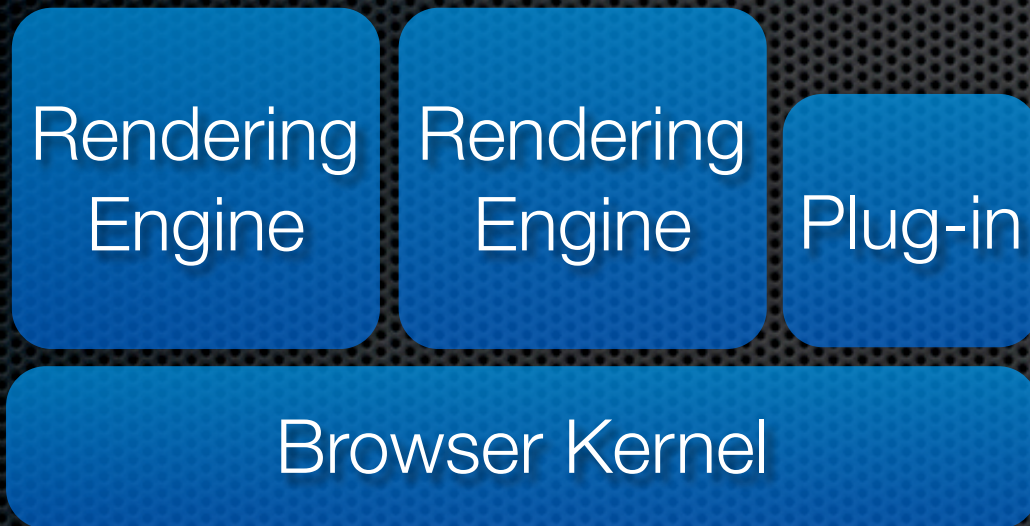 Rendering
Engine
Rendering
Engine
Plug-in
Browser Kernel